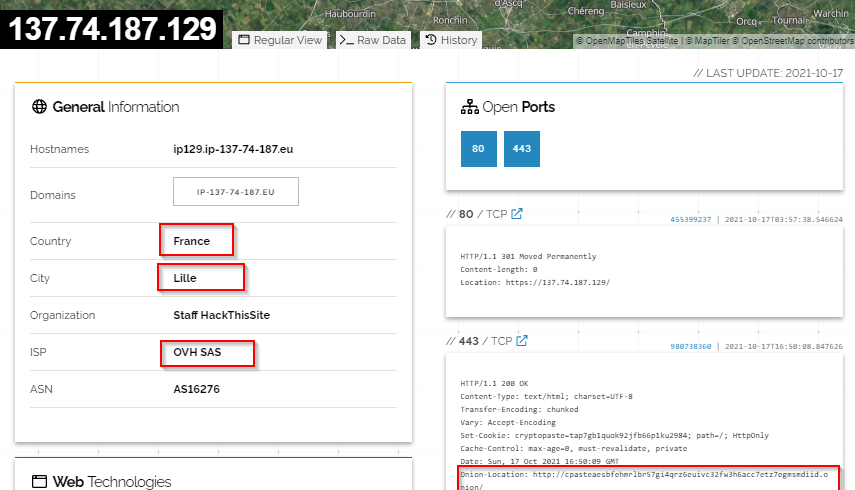 Haubourdin
d'Ascq
Ronchin
Chéreng
Baisieux
Orcq
Tournai
Warchin
Camphin
137.74.187.129
Regular View
Raw Data
History
© OpenMapTiles Satellite | © MapTiler © OpenStreetMap contributors
// LAST UPDATE: 2021-10-17
General Information
Hostnames ip129.ip-137-74-187.eu
Domains IP-137-74-187.EU
Country France
City Lille
Organization Staff HackThisSite
ISP OVH SAS
ASN AS16276
Web Technologies
Open Ports
80 443
// 80 / TCP
455399237 | 2021-10-17T03:57:38.546624
HTTP/1.1 301 Moved Permanently
Content-length: 0
Location: https://137.74.187.129/
// 443 / TCP
980738360 | 2021-10-17T16:50:08.847626
HTTP/1.1 200 OK
Content-Type: text/html; charset=UTF-8
Transfer-Encoding: chunked
Vary: Accept-Encoding
Set-Cookie: cryptopaste=tap7gb1quok92jfb66p1ku2984; path=/; HttpOnly
Cache-Control: max-age=0, must-revalidate, private
Date: Sun, 17 Oct 2021 16:50:09 GMT
Onion-Location: http://cpasteaesbfehmrlbr57gi4qrz6euivc32fw3h6acc7etz7egmsmdiid.o
nion/